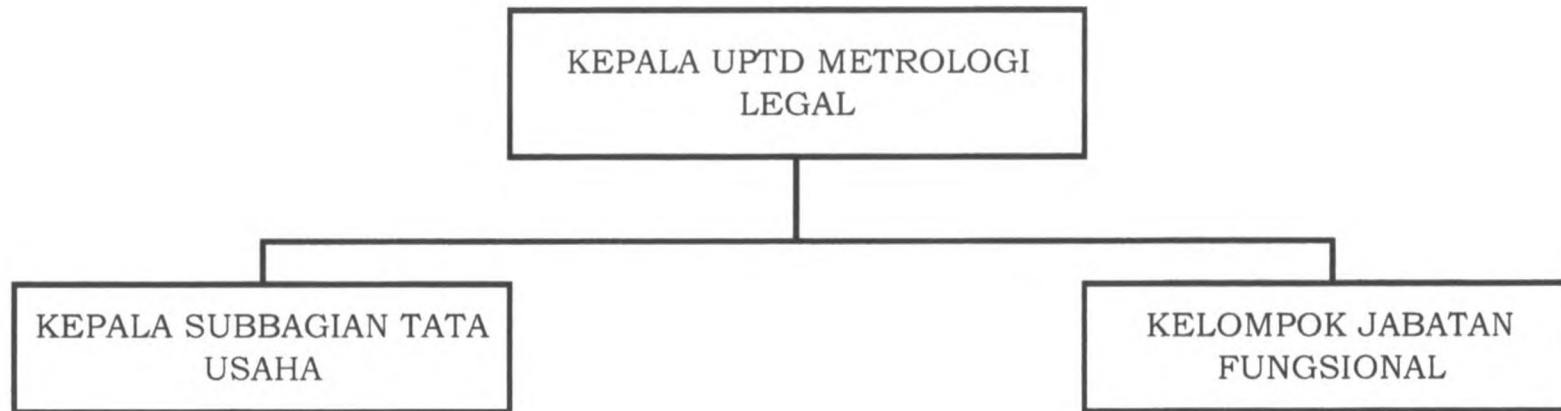 KEPALA UPTD METROLOGI
LEGAL
KEPALA SUBBAGIAN TATA
USAHA
KELOMPOK JABATAN
FUNGSIONAL